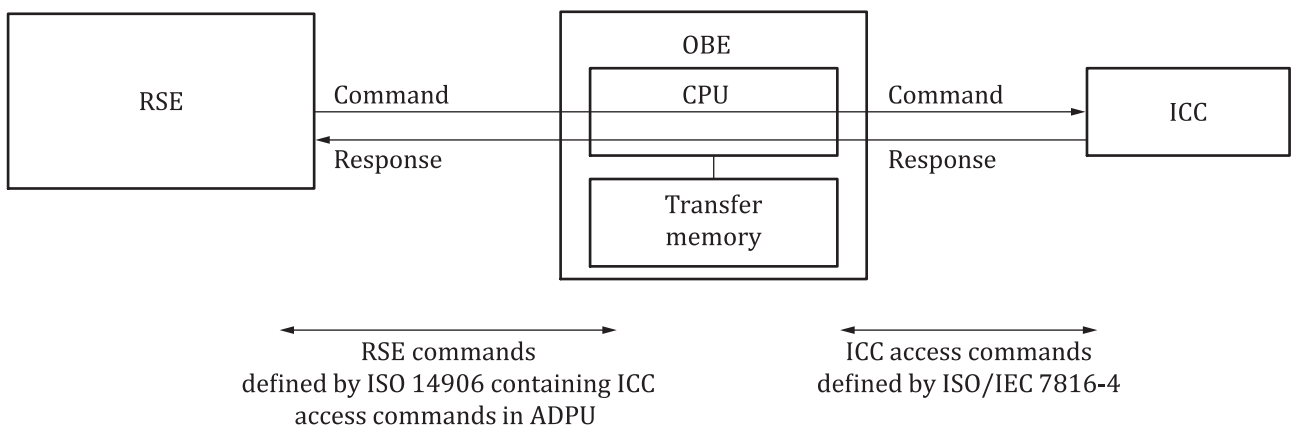 OBE
RSE
Command
CPU
Command
ICC
Response
Response
Transfer
memory
RSE commands
defined by ISO 14906 containing ICC
access commands in ADPU
ICC access commands
defined by ISO/IEC 7816-4